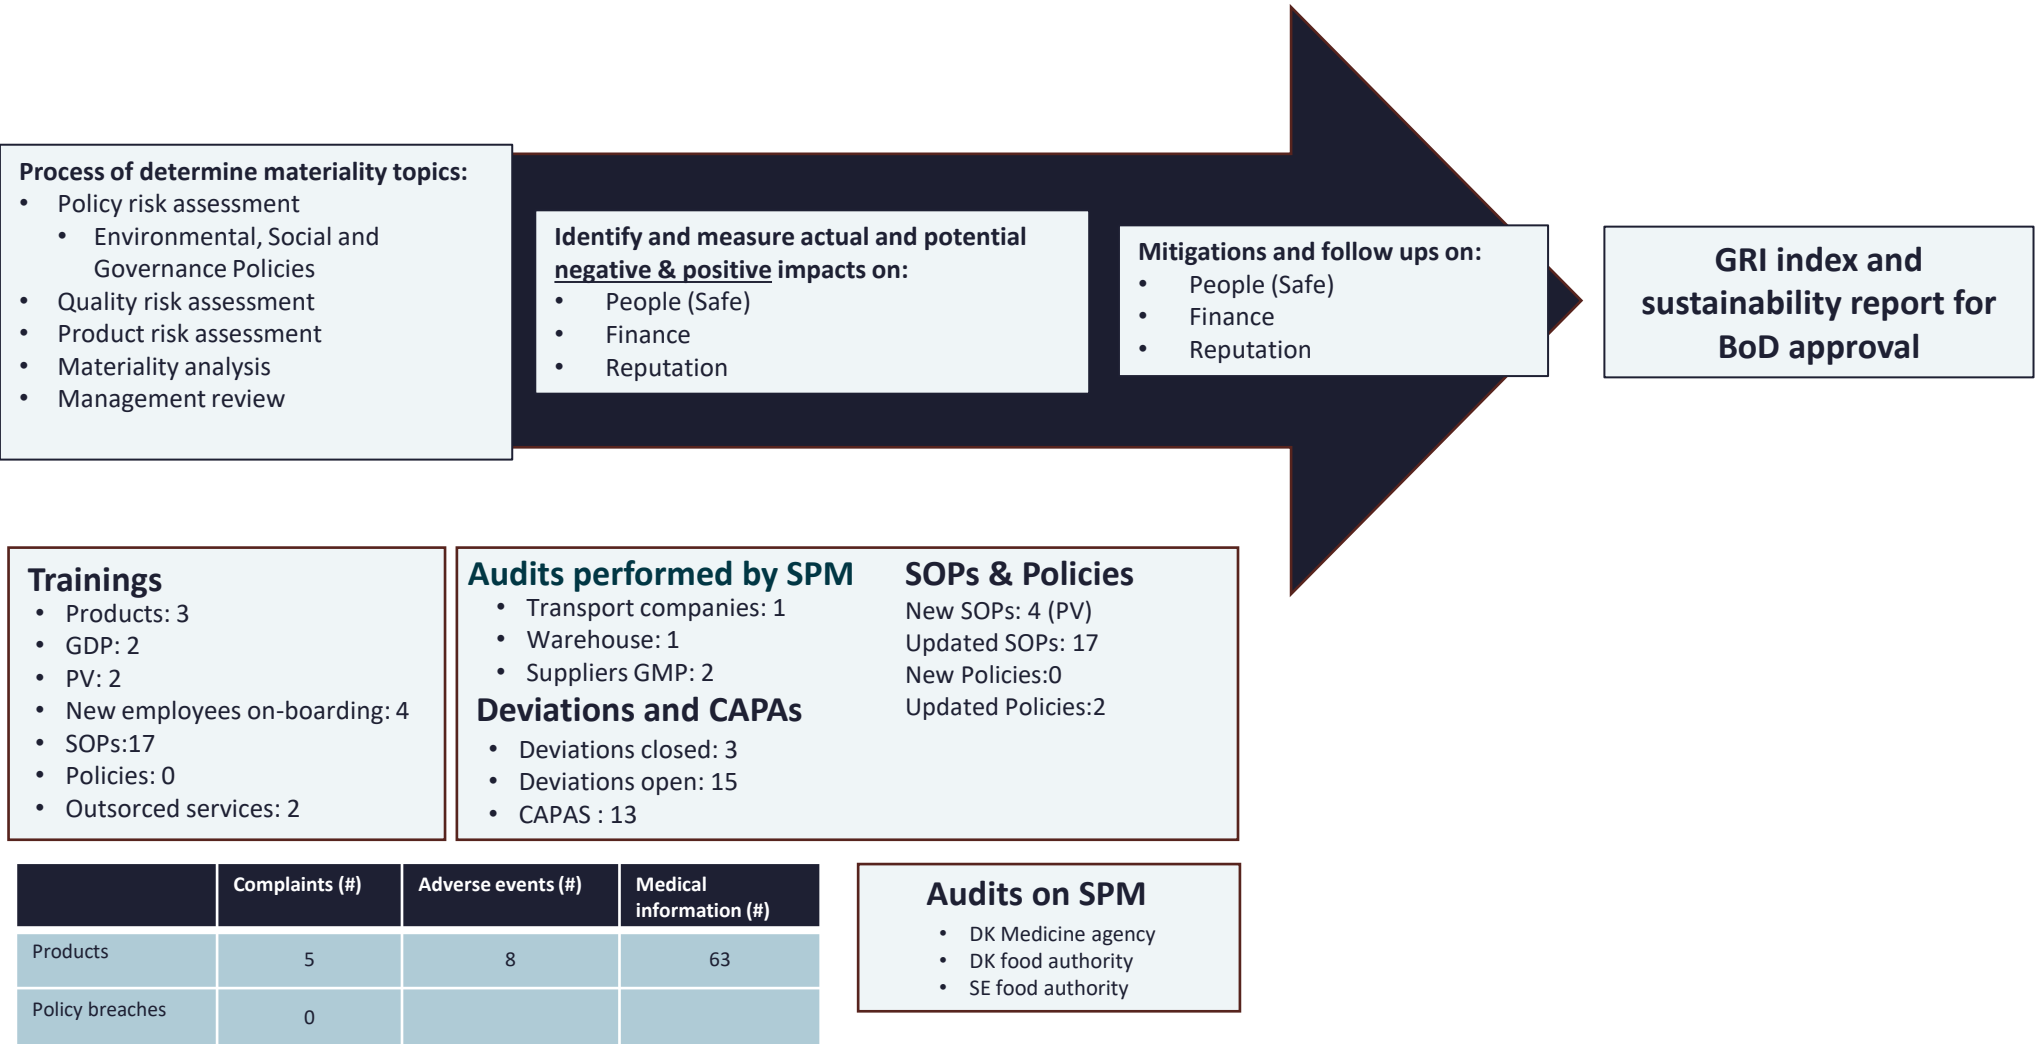 Process of determine materiality topics:
• Policy risk assessment
• Environmental, Social and
Governance Policies
• Quality risk assessment
• Product risk assessment
• Materiality analysis
• Management review
Identify and measure actual and potential
negative & positive impacts on:
• People (Safe)
• Finance
• Reputation
Mitigations and follow ups on:
• People (Safe)
• Finance
• Reputation
GRI index and
sustainability report for
BoD approval
Trainings
• Products: 3
• GDP: 2
• PV: 2
• New employees on-boarding: 4
• SOPs:17
• Policies: 0
• Outsorced services: 2
Audits performed by SPM
• Transport companies: 1
• Warehouse: 1
• Suppliers GMP: 2
Deviations and CAPAs
• Deviations closed: 3
• Deviations open: 15
• CAPAS : 13
SOPs & Policies
New SOPs: 4 (PV)
Updated SOPs: 17
New Policies:0
Updated Policies:2
Complaints (#) Adverse events (#) Medical
information (#)
Products 5 8 63
Policy breaches 0
Audits on SPM
• DK Medicine agency
• DK food authority
• SE food authority